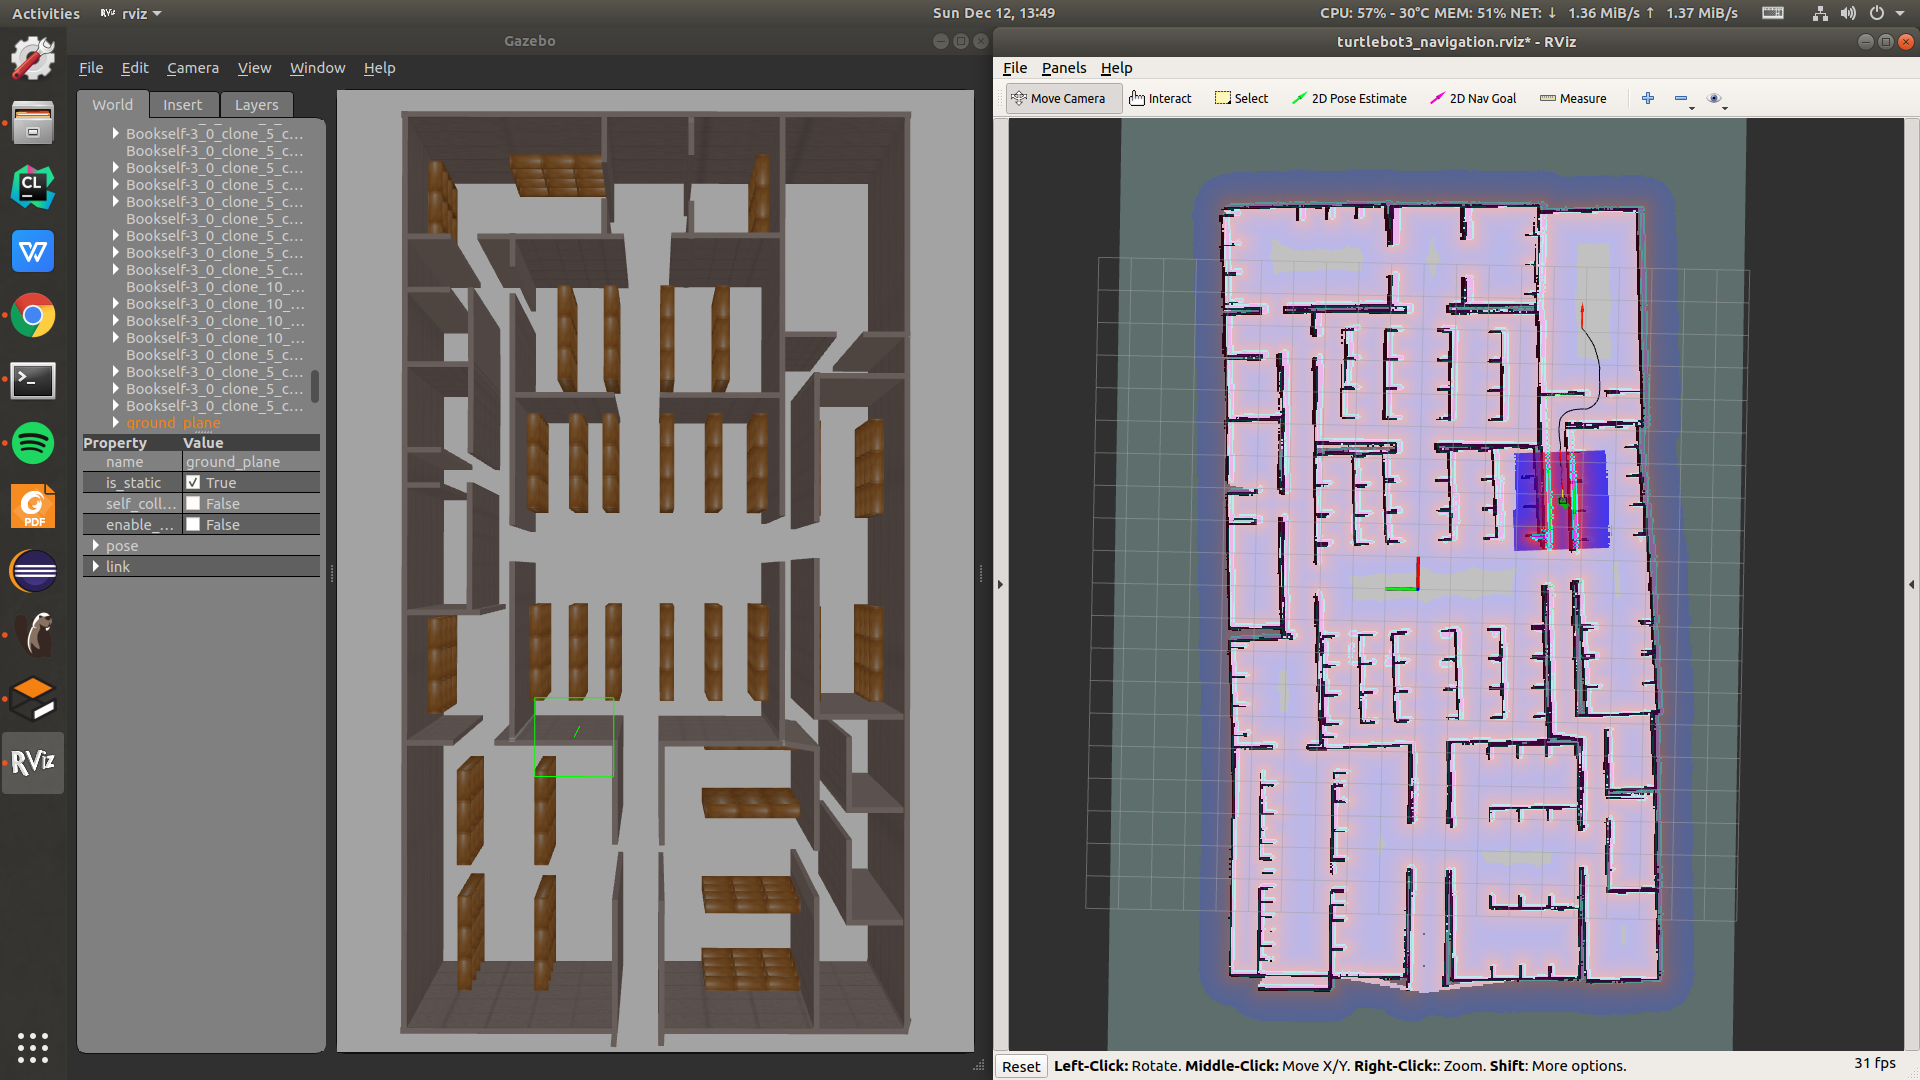 Activities
rviz
Sun Dec 12, 13:49
CPU: 57% - 30°C MEM: 51% NET: ↓ 1.36 MiB/s ↑ 1.37 MiB/s
Gazebo
File Edit Camera View Window Help
World Insert Layers
Bookself-3_0_clone_5_c...
Bookself-3_0_clone_5_c...
Bookself-3_0_clone_5_c...
Bookself-3_0_clone_5_c...
Bookself-3_0_clone_5_c...
Bookself-3_0_clone_5_c...
Bookself-3_0_clone_5_c...
Bookself-3_0_clone_5_c...
Bookself-3_0_clone_5_c...
Bookself-3_0_clone_10_...
Bookself-3_0_clone_10_...
Bookself-3_0_clone_10_...
Bookself-3_0_clone_10_...
Bookself-3_0_clone_5_c...
Bookself-3_0_clone_5_c...
Bookself-3_0_clone_5_c...
Bookself-3_0_clone_5_c...
ground_plane
Property Value
name ground_plane
is_static True
self_coll... False
enable_... False
pose
link
CL
W
PDF
RViz
turtlebot3_navigation.rviz* - RViz
File Panels Help
Move Camera Interact Select 2D Pose Estimate 2D Nav Goal Measure
Reset Left-Click: Rotate. Middle-Click: Move X/Y. Right-Click:: Zoom. Shift: More options.
31 fps